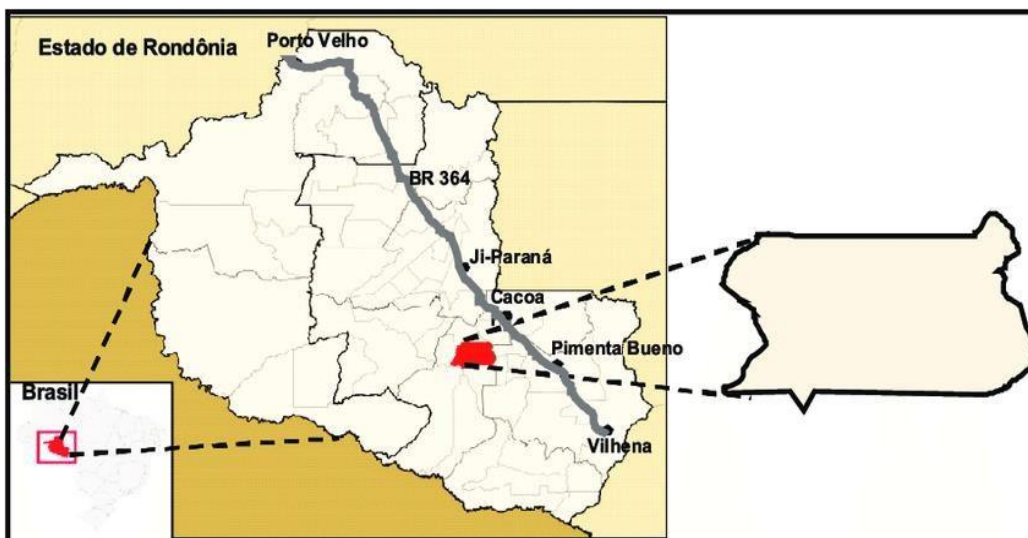 Estado de Rondônia
Porto Velho
BR 364
Ji-Paraná
Cacoa
Pimenta Bueno
Vilhena
Brasil